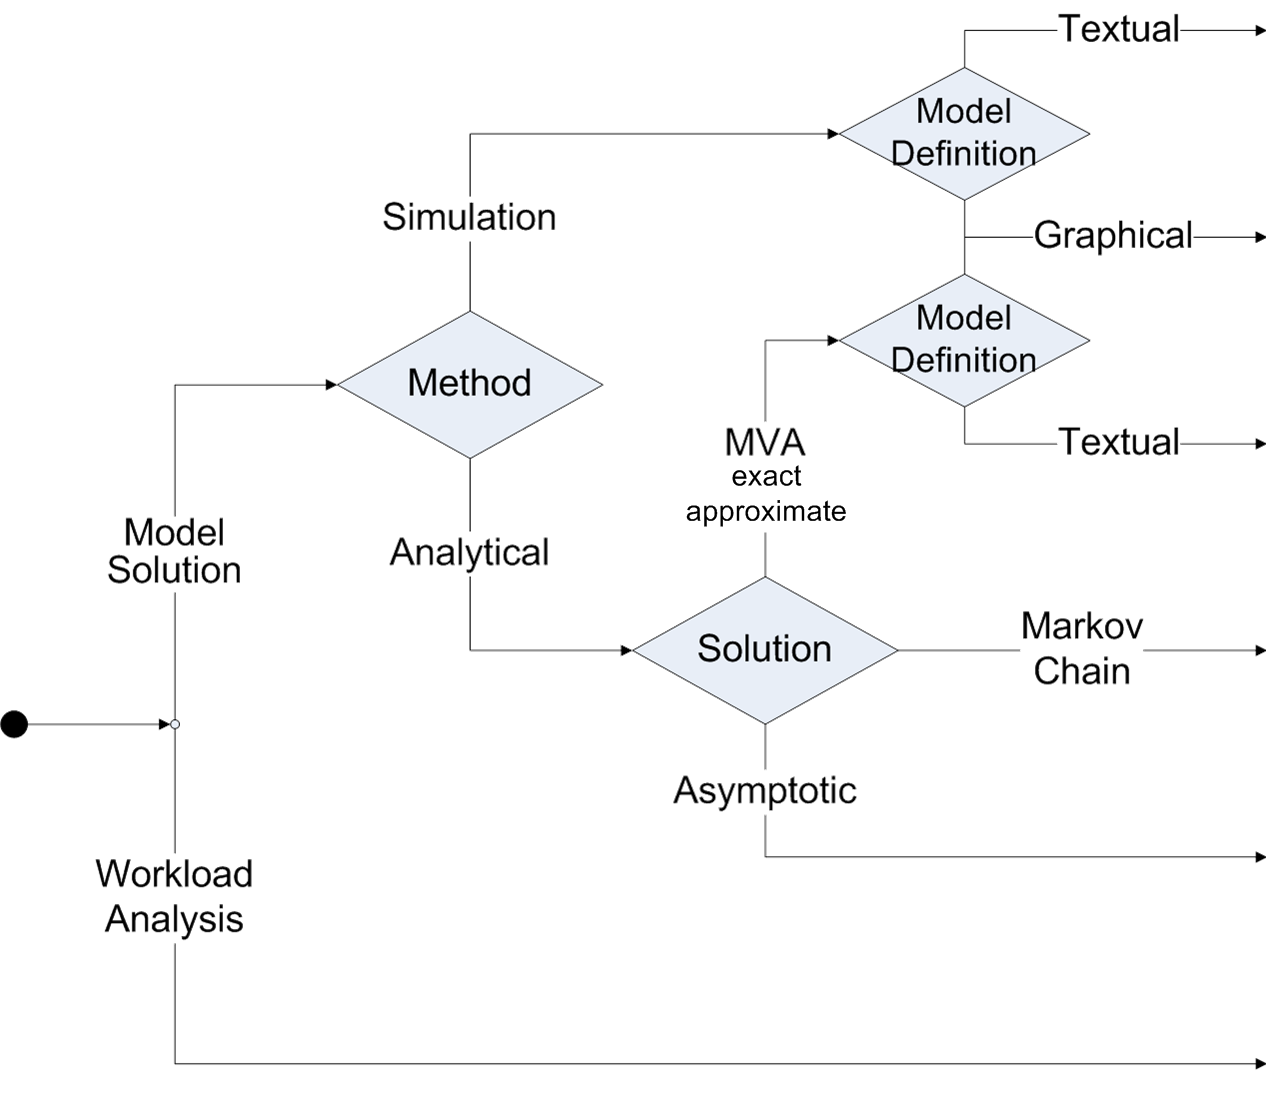 Textual
Model
Definition
Simulation
Graphical
Model
Definition
Method
MVA
exact
approximate
Textual
Model
Solution
Analytical
Solution
Markov
Chain
Asymptotic
Workload
Analysis